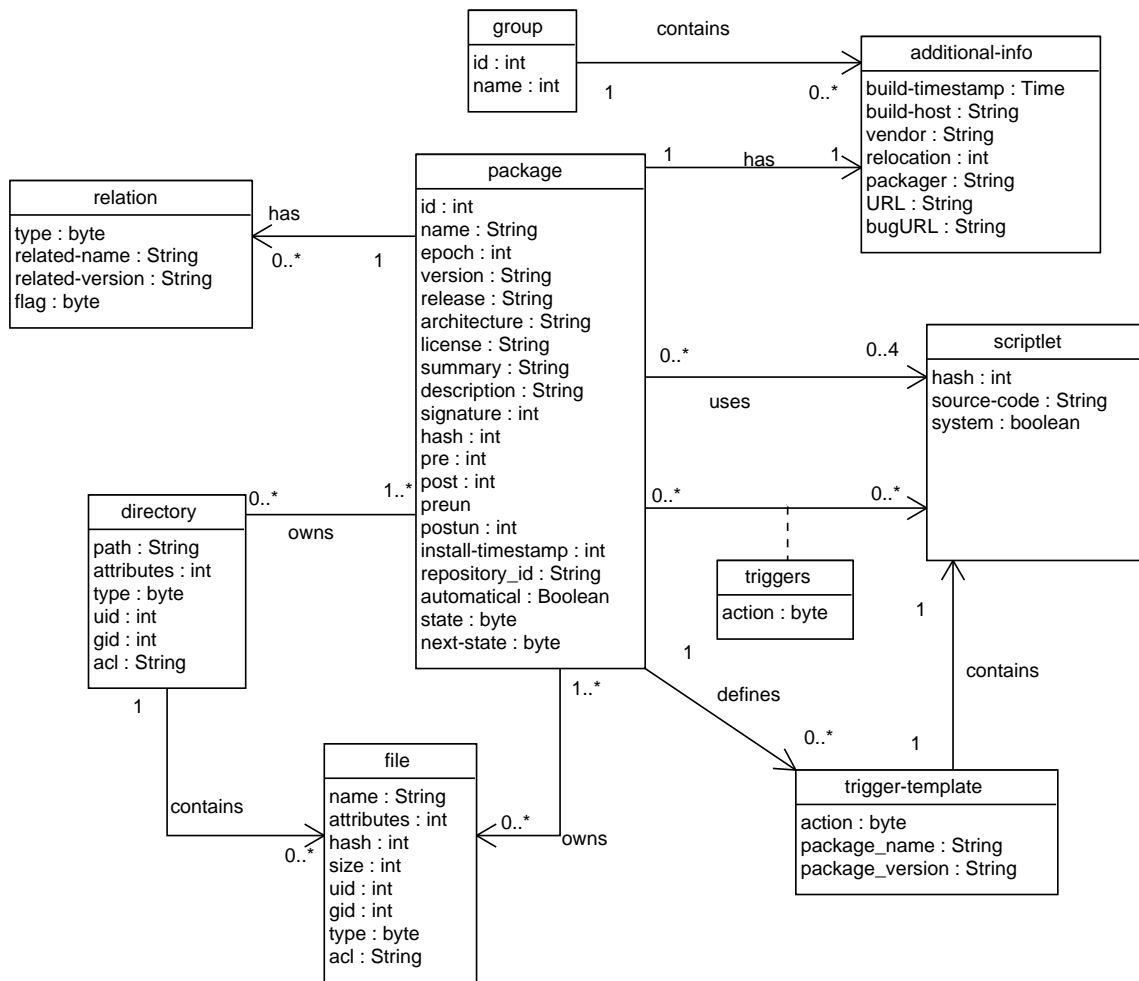 group
id : int
name : int
contains
1
0..*
additional-info
build-timestamp : Time
build-host : String
vendor : String
relocation : int
packager : String
URL : String
bugURL : String
1
has
1
relation
type : byte
related-name : String
related-version : String
flag : byte
has
0..*
1
package
id : int
name : String
epoch : int
version : String
release : String
architecture : String
license : String
summary : String
description : String
signature : int
hash : int
pre : int
post : int
preun
postun : int
install-timestamp : int
repository_id : String
automatical : Boolean
state : byte
next-state : byte
0..*
0..4
uses
scriptlet
hash : int
source-code : String
system : boolean
0..*
0..*
triggers
action : byte
directory
path : String
attributes : int
type : byte
uid : int
gid : int
acl : String
0..*
1..*
owns
1
contains
0..*
file
name : String
attributes : int
hash : int
size : int
uid : int
gid : int
type : byte
acl : String
1..*
0..*
owns
1
defines
0..*
1
contains
1
trigger-template
action : byte
package_name : String
package_version : String